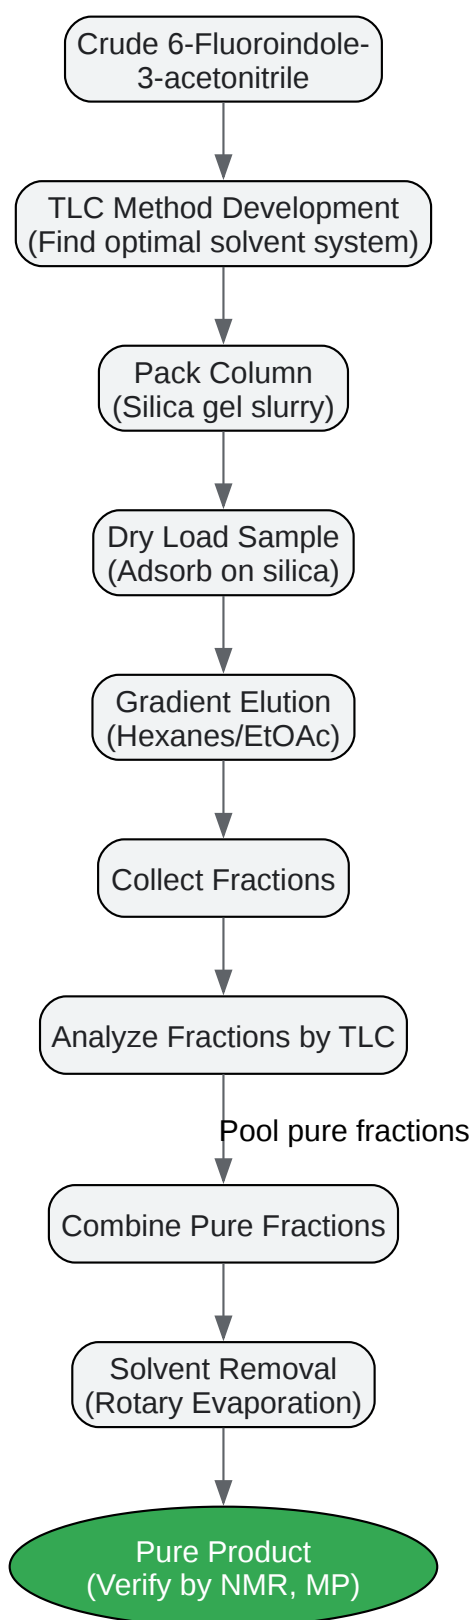 Crude 6-Fluoroindole-
3-acetonitrile
TLC Method Development
(Find optimal solvent system)
Pack Column
(Silica gel slurry)
Dry Load Sample
(Adsorb on silica)
Gradient Elution
(Hexanes/EtOAc)
Collect Fractions
Analyze Fractions by TLC
Pool pure fractions
Combine Pure Fractions
Solvent Removal
(Rotary Evaporation)
Pure Product
(Verify by NMR, MP)